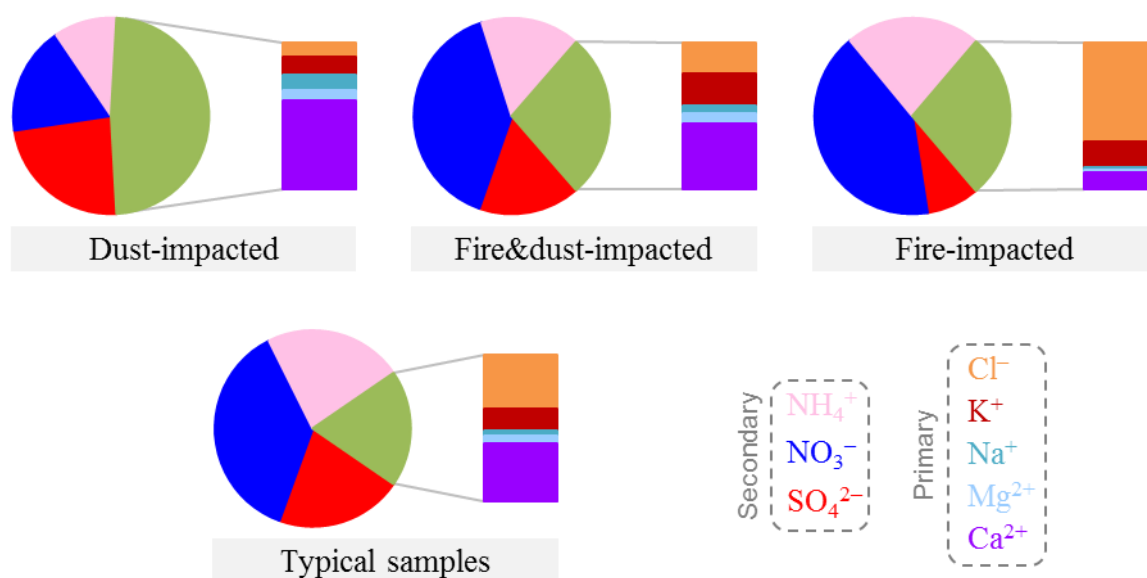 Dust-impacted
Fire&dust-impacted
Fire-impacted
Typical samples
Secondary
NH₄⁺
NO₃⁻
SO₄²⁻
Primary
Cl⁻
K⁺
Na⁺
Mg²⁺
Ca²⁺